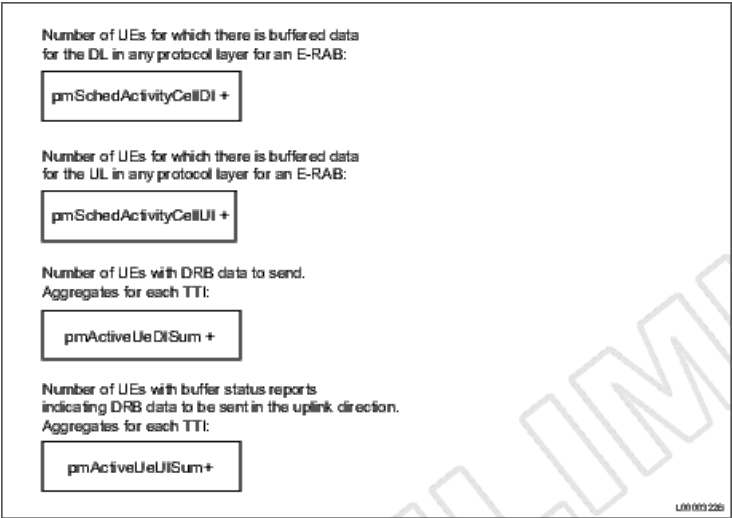 Number of UEs for which there is buffered data
for the DL in any protocol layer for an E-RAB:
pmSchedActivityCellDl +
Number of UEs for which there is buffered data
for the UL in any protocol layer for an E-RAB:
pmSchedActivityCellUl +
Number of UEs with DRB data to send.
Aggregates for each TTI:
pmActiveUeDlSum +
Number of UEs with buffer status reports
indicating DRB data to be sent in the uplink direction.
Aggregates for each TTI:
pmActiveUeUlSum+